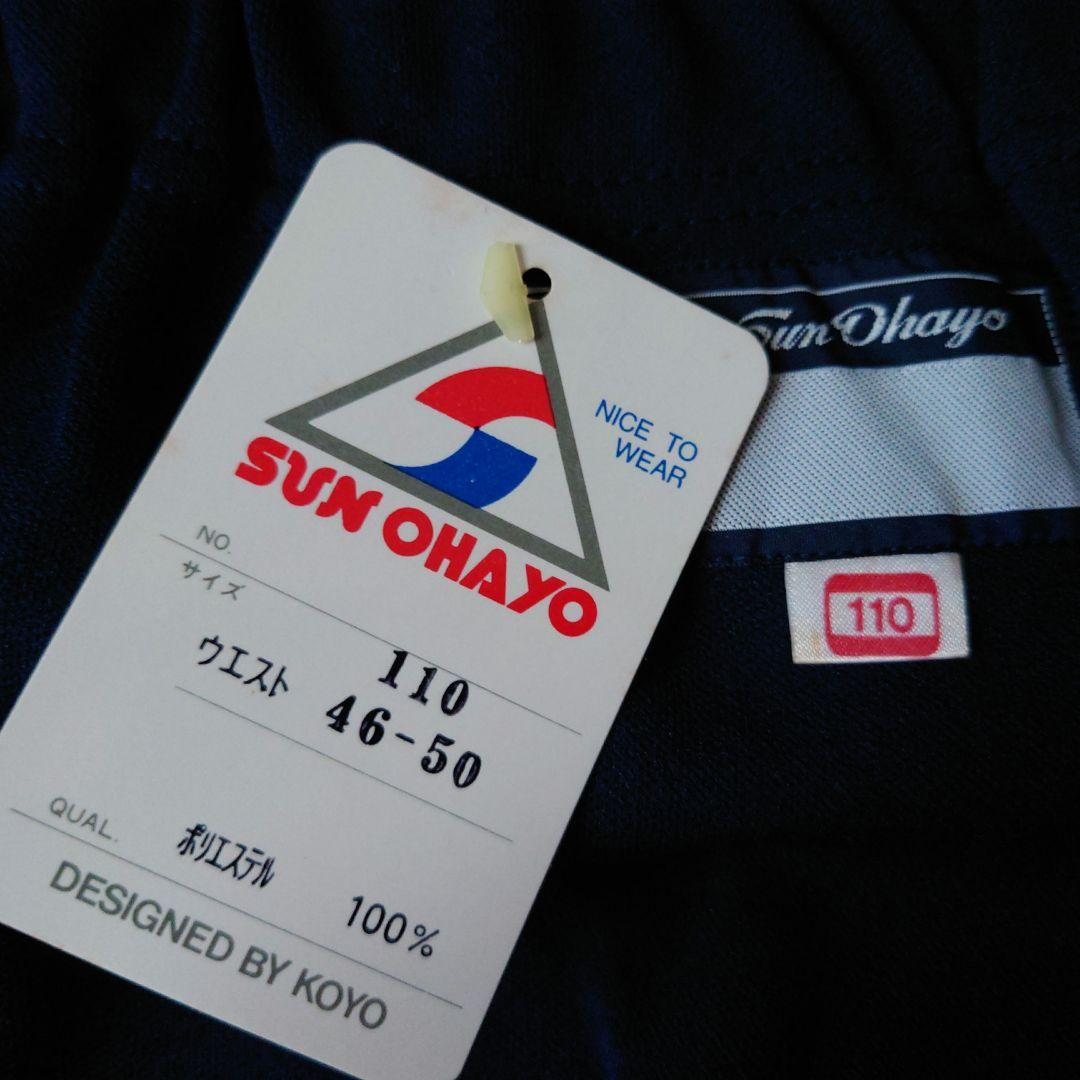 NICE TO
WEAR
SUN OHAYO
NO.
サイズ
110
ウエスト 46-50
QUAL.
ポリエステル
100%
DESIGNED BY KOYO
Sun Ohayo
110